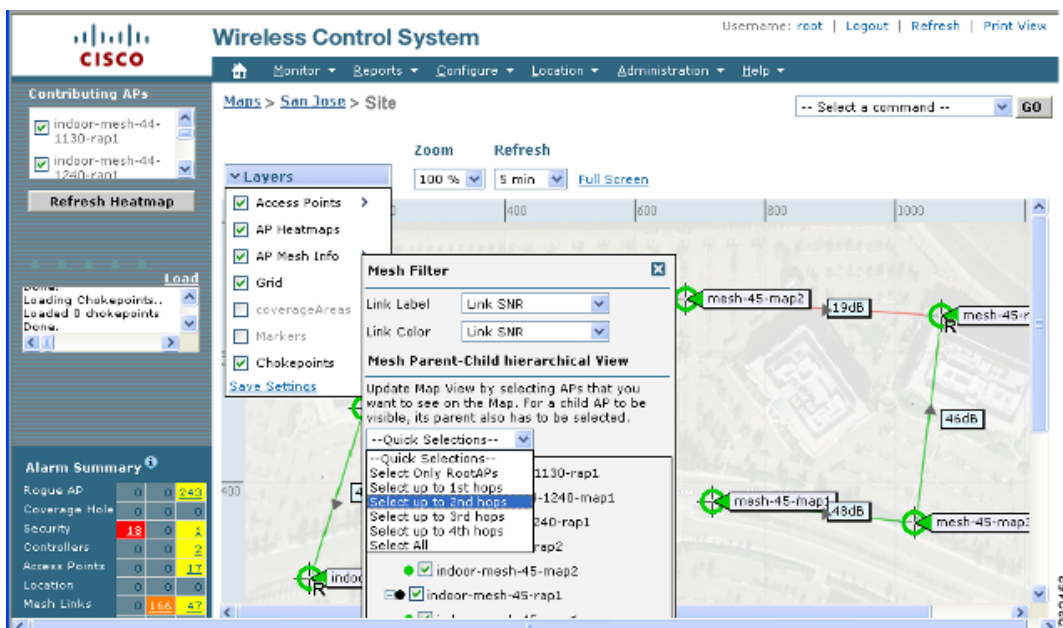 Username: root | Logout | Refresh | Print View
CISCO
Wireless Control System
Monitor Reports Configure Location Administration Help
Contributing APs
indoor-mesh-44-
1130-rap1
indoor-mesh-44-
1240-rap1
Refresh Heatmap
Load
Done.
Loading Chokepoints..
Loaded 0 chokepoints
Done.
Maps > San Jose > Site
-- Select a command --
GO
Zoom Refresh
100 % 5 min Full Screen
Layers
Access Points
AP Heatmaps
AP Mesh Info
Grid
coverageAreas
Markers
Chokepoints
Save Settings
400 600 800 1000
Mesh Filter
Link Label Link SNR
Link Color Link SNR
Mesh Parent-Child hierarchical View
Update Map View by selecting APs that you
want to see on the Map. For a child AP to be
visible, its parent also has to be selected.
--Quick Selections--
--Quick Selections--
Select Only RootAPs
Select up to 1st hops
Select up to 2nd hops
Select up to 3rd hops
Select up to 4th hops
Select All
1130-rap1
-1240-map1
240-rap1
rap2
indoor-mesh-45-map2
indoor-mesh-45-rap1
mesh-45-map2
19dB
mesh-45-r
R
46dB
mesh-45-map1
48dB
mesh-45-map
400
4
indoo
R
Alarm Summary
Rogue AP 0 0 243
Coverage Hole 0 0 0
Security 18 0 1
Controllers 0 0 2
Access Points 0 0 17
Location 0 0 0
Mesh Links 0 166 47